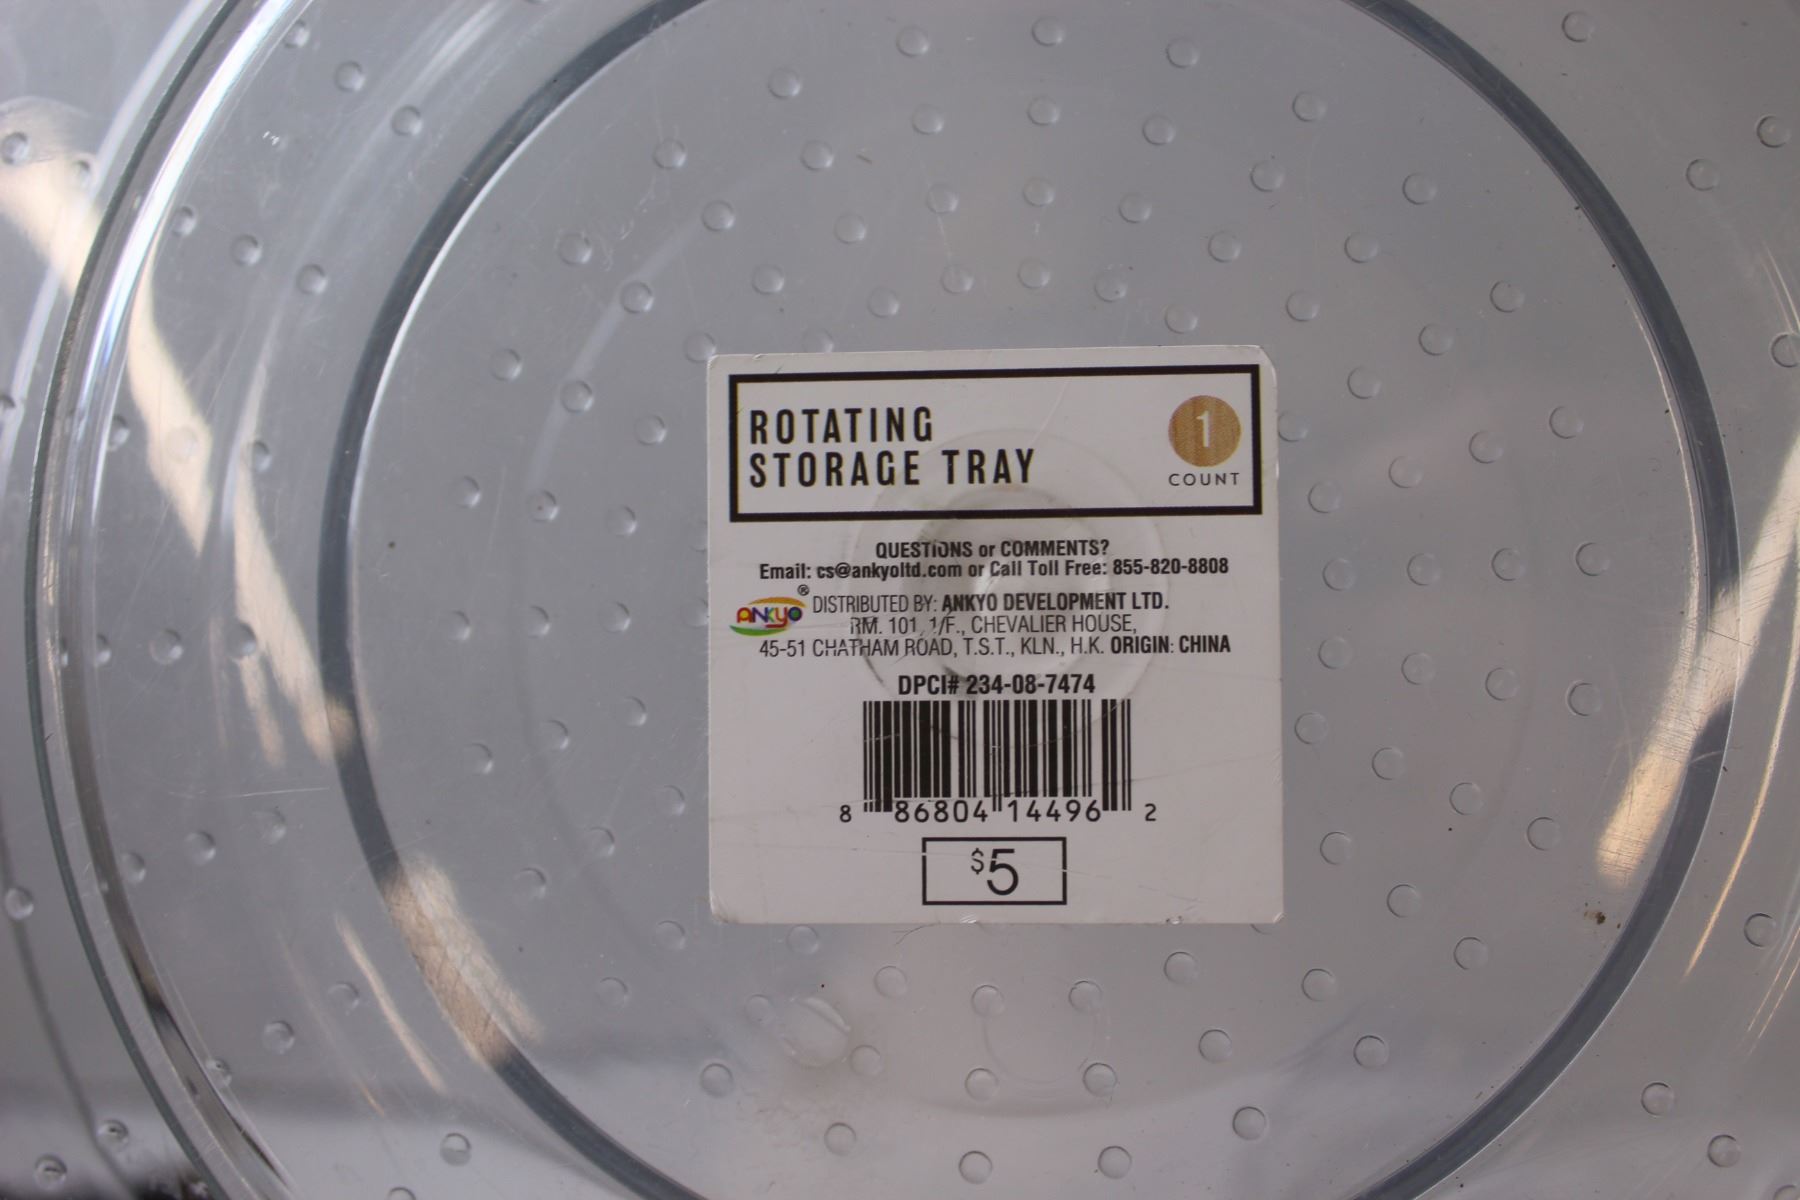 ROTATING
STORAGE TRAY
1
COUNT
QUESTIONS or COMMENTS?
Email: cs@ankyoltd.com or Call Toll Free: 855-820-8808
ANKYO® DISTRIBUTED BY: ANKYO DEVELOPMENT LTD.
RM. 101, 1/F., CHEVALIER HOUSE,
45-51 CHATHAM ROAD, T.S.T., KLN., H.K. ORIGIN: CHINA
DPCI# 234-08-7474
8 86804 14496 2
$5